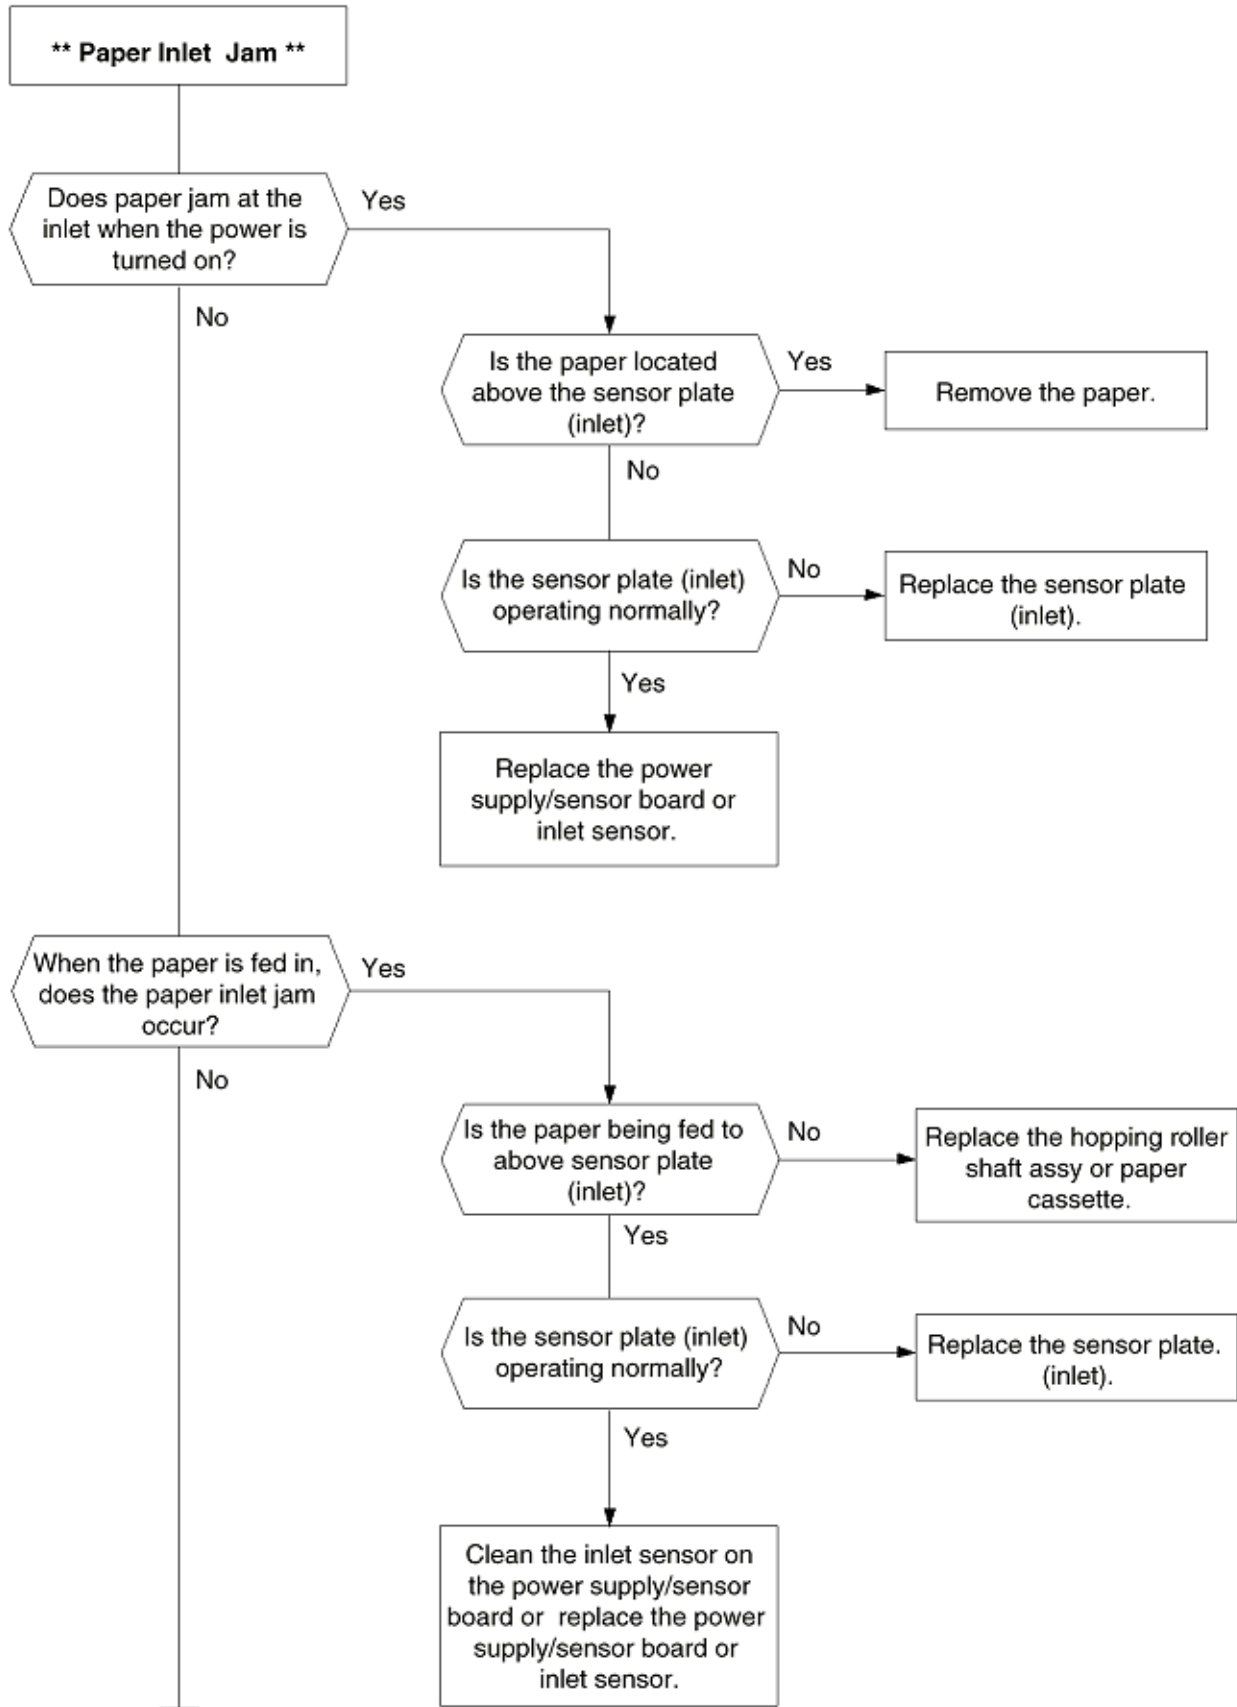 ** Paper Inlet Jam **
Does paper jam at the
inlet when the power is
turned on?
Yes
No
Is the paper located
above the sensor plate
(inlet)?
Yes
Remove the paper.
No
Is the sensor plate (inlet)
operating normally?
No
Replace the sensor plate
(inlet).
Yes
Replace the power
supply/sensor board or
inlet sensor.
When the paper is fed in,
does the paper inlet jam
occur?
Yes
No
Is the paper being fed to
above sensor plate
(inlet)?
No
Replace the hopping roller
shaft assy or paper
cassette.
Yes
Is the sensor plate (inlet)
operating normally?
No
Replace the sensor plate.
(inlet).
Yes
Clean the inlet sensor on
the power supply/sensor
board or replace the power
supply/sensor board or
inlet sensor.